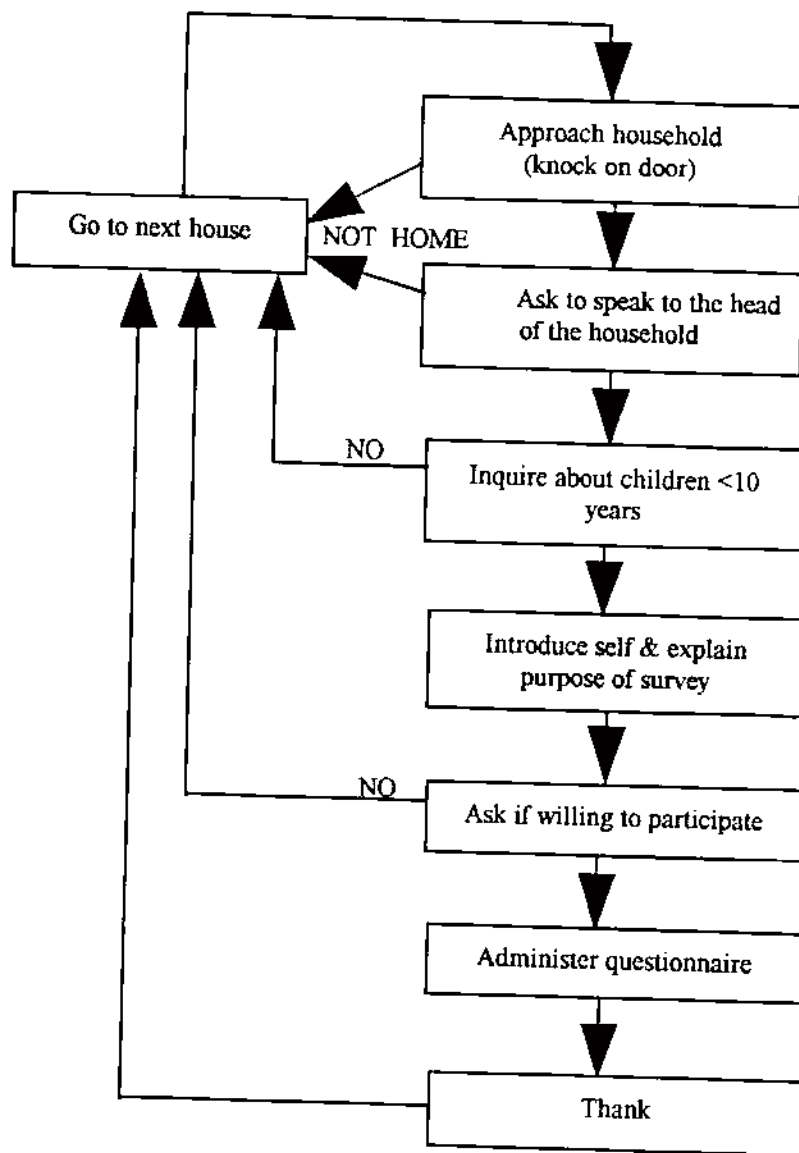 Approach household
(knock on door)
Go to next house
NOT HOME
Ask to speak to the head
of the household
NO
Inquire about children <10
years
Introduce self & explain
purpose of survey
NO
Ask if willing to participate
Administer questionnaire
Thank